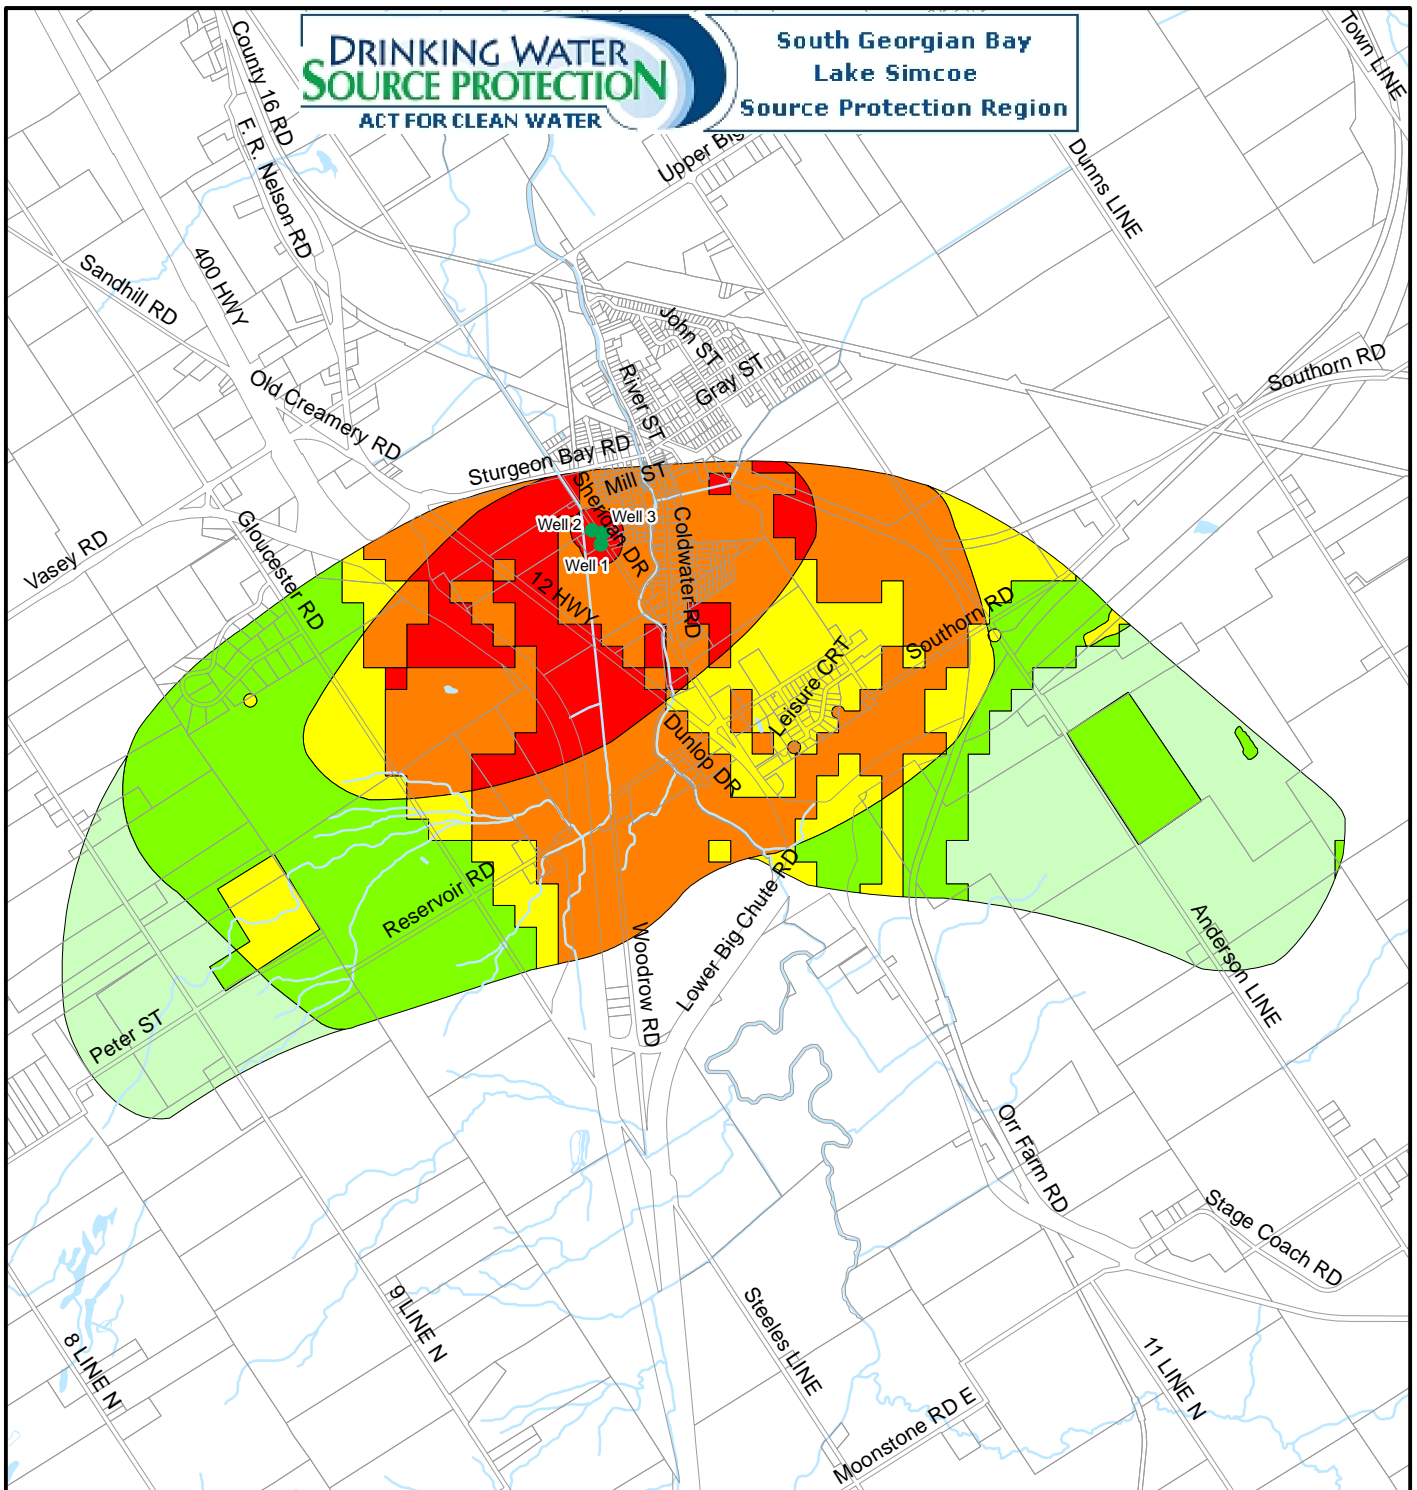 DRINKING WATER
SOURCE PROTECTION
ACT FOR CLEAN WATER
South Georgian Bay
Lake Simcoe
Source Protection Region
Town LINE
County 16 RD
F. R. Nelson RD
Upper Big
Dunns LINE
Sandhill RD
400 HWY
John ST
Gray ST
River ST
Southorn RD
Old Creamery RD
Sturgeon Bay RD
Mill ST
Sheridan DR
Well 2
Well 3
Well 1
Coldwater RD
Vasey RD
Gloucester RD
12 HWY
Southorn RD
Leisure CRT
Dunlop DR
Reservoir RD
Lower Big Chute RD
Woodrow RD
Anderson LINE
Peter ST
Orr Farm RD
Stage Coach RD
9 LINE N
8 LINE N
Steeles LINE
11 LINE N
Moonstone RD E